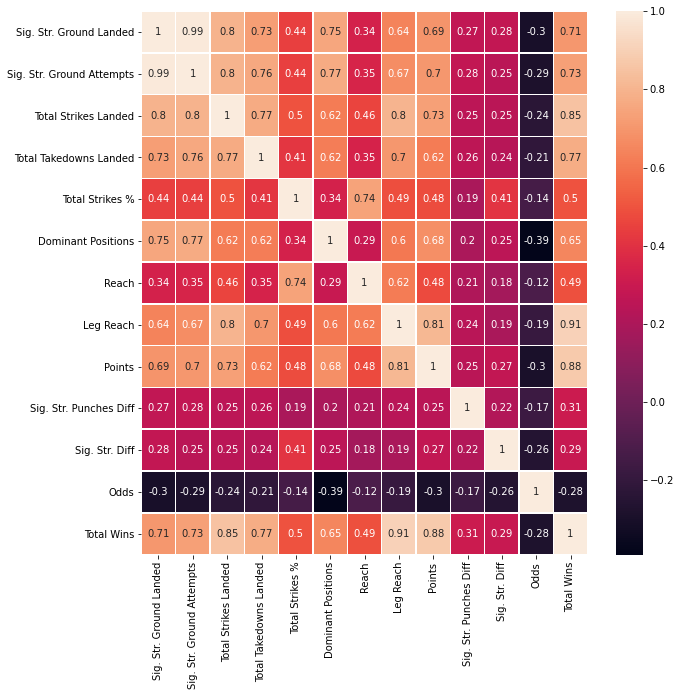 Sig. Str. Ground Landed 1 0.99 0.8 0.73 0.44 0.75 0.34 0.64 0.69 0.27 0.28 -0.3 0.71
Sig. Str. Ground Attempts 0.99 1 0.8 0.76 0.44 0.77 0.35 0.67 0.7 0.28 0.25 -0.29 0.73
Total Strikes Landed 0.8 0.8 1 0.77 0.5 0.62 0.46 0.8 0.73 0.25 0.25 -0.24 0.85
Total Takedowns Landed 0.73 0.76 0.77 1 0.41 0.62 0.35 0.7 0.62 0.26 0.24 -0.21 0.77
Total Strikes % 0.44 0.44 0.5 0.41 1 0.34 0.74 0.49 0.48 0.19 0.41 -0.14 0.5
Dominant Positions 0.75 0.77 0.62 0.62 0.34 1 0.29 0.6 0.68 0.2 0.25 -0.39 0.65
Reach 0.34 0.35 0.46 0.35 0.74 0.29 1 0.62 0.48 0.21 0.18 -0.12 0.49
Leg Reach 0.64 0.67 0.8 0.7 0.49 0.6 0.62 1 0.81 0.24 0.19 -0.19 0.91
Points 0.69 0.7 0.73 0.62 0.48 0.68 0.48 0.81 1 0.25 0.27 -0.3 0.88
Sig. Str. Punches Diff 0.27 0.28 0.25 0.26 0.19 0.2 0.21 0.24 0.25 1 0.22 -0.17 0.31
Sig. Str. Diff 0.28 0.25 0.25 0.24 0.41 0.25 0.18 0.19 0.27 0.22 1 -0.26 0.29
Odds -0.3 -0.29 -0.24 -0.21 -0.14 -0.39 -0.12 -0.19 -0.3 -0.17 -0.26 1 -0.28
Total Wins 0.71 0.73 0.85 0.77 0.5 0.65 0.49 0.91 0.88 0.31 0.29 -0.28 1
Sig. Str. Ground Landed
Sig. Str. Ground Attempts
Total Strikes Landed
Total Takedowns Landed
Total Strikes %
Dominant Positions
Reach
Leg Reach
Points
Sig. Str. Punches Diff
Sig. Str. Diff
Odds
Total Wins
1.0
0.8
0.6
0.4
0.2
0.0
−0.2